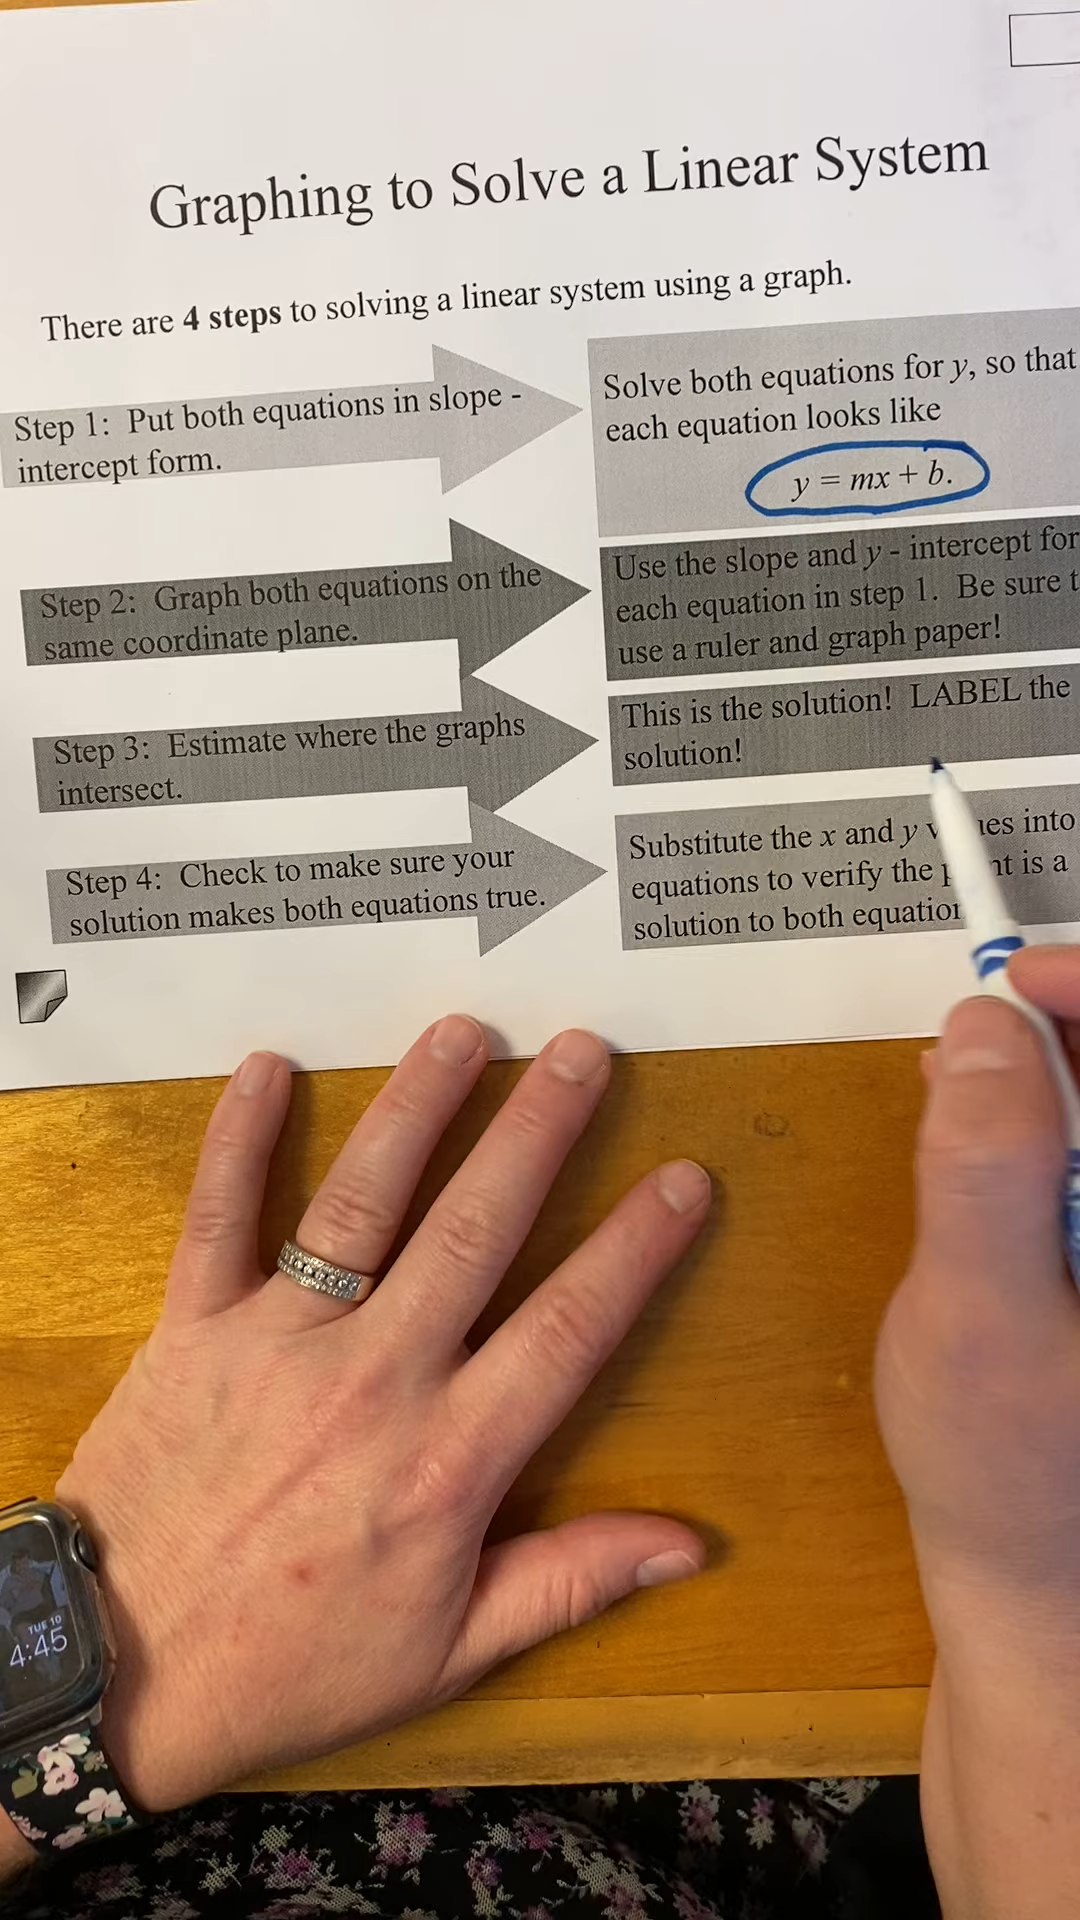 Graphing to Solve a Linear System
There are 4 steps to solving a linear system using a graph.
Step 1: Put both equations in slope -
intercept form.
Solve both equations for y, so that
each equation looks like
y = mx + b.
Step 2: Graph both equations on the
same coordinate plane.
Use the slope and y - intercept for
each equation in step 1. Be sure
use a ruler and graph paper!
Step 3: Estimate where the graphs
intersect.
This is the solution! LABEL the
solution!
Step 4: Check to make sure your
solution makes both equations true.
Substitute the x and y into
equations to verify the is a
solution to both
TUE 10
4:45